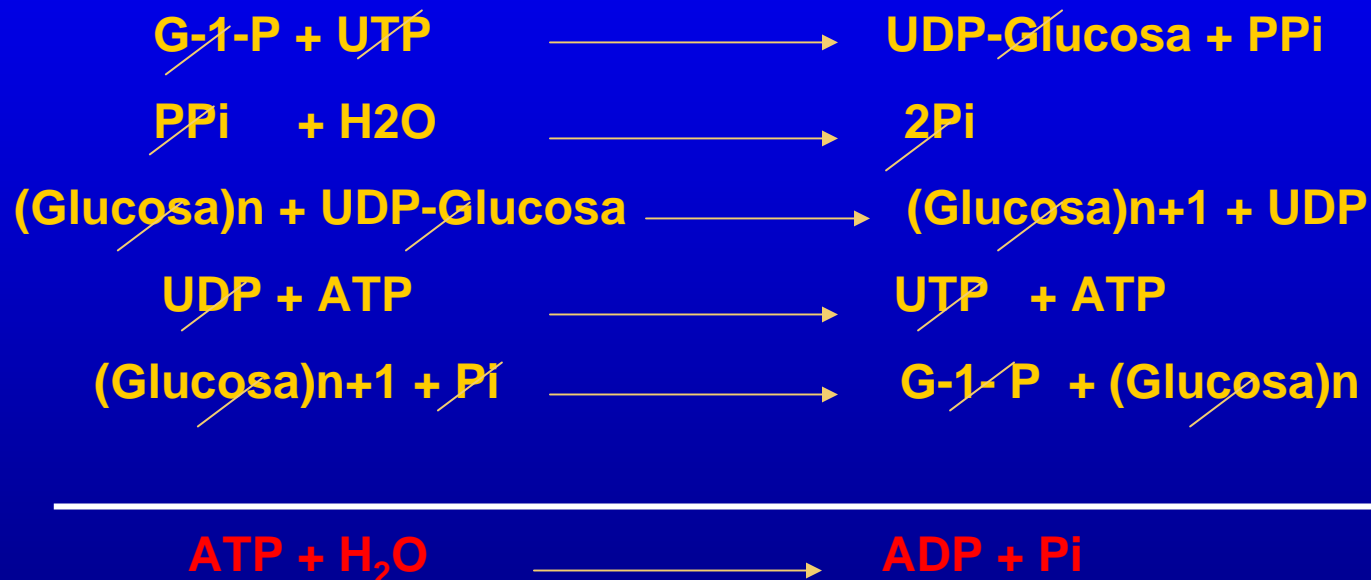 G-1-P + UTP → UDP-Glucosa + PPi
PPi + H2O → 2Pi
(Glucosa)n + UDP-Glucosa → (Glucosa)n+1 + UDP
UDP + ATP → UTP + ATP
(Glucosa)n+1 + Pi → G-1- P + (Glucosa)n
ATP + H₂O → ADP + Pi